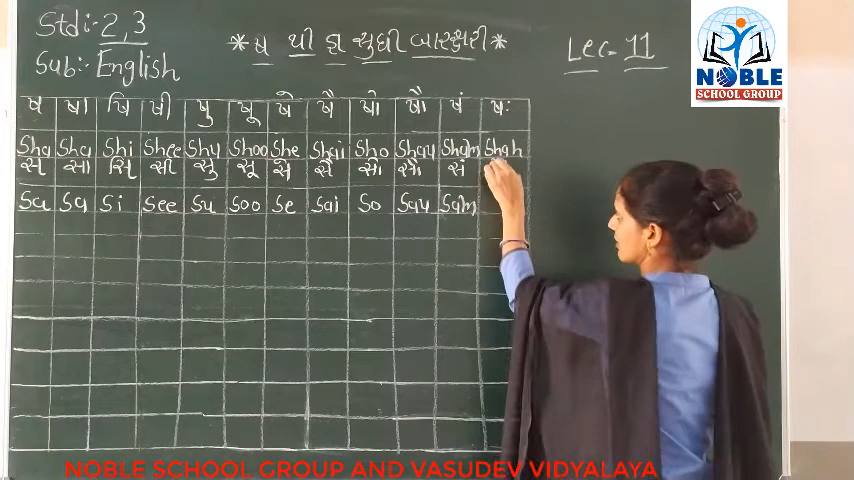 Std:- 2, 3
* ષ થી જ્ઞ સુધી બારક્ષરી *
Lec- 11
Sub:- English
NOBLE
SCHOOL GROUP
ષ ષા ષિ ષી ષુ ષૂ ષે ષૈ ષો ષૌ ષં ષઃ
Sha Sha Shi Shee Shu Shoo She Shai Sho Shau Sham Shah
સ સા સિ સી સુ સૂ સે સૈ સો સૌ સં
Sa Sa Si See Su Soo Se Sai So Sau Sam
NOBLE SCHOOL GROUP AND VASUDEV VIDYALAYA